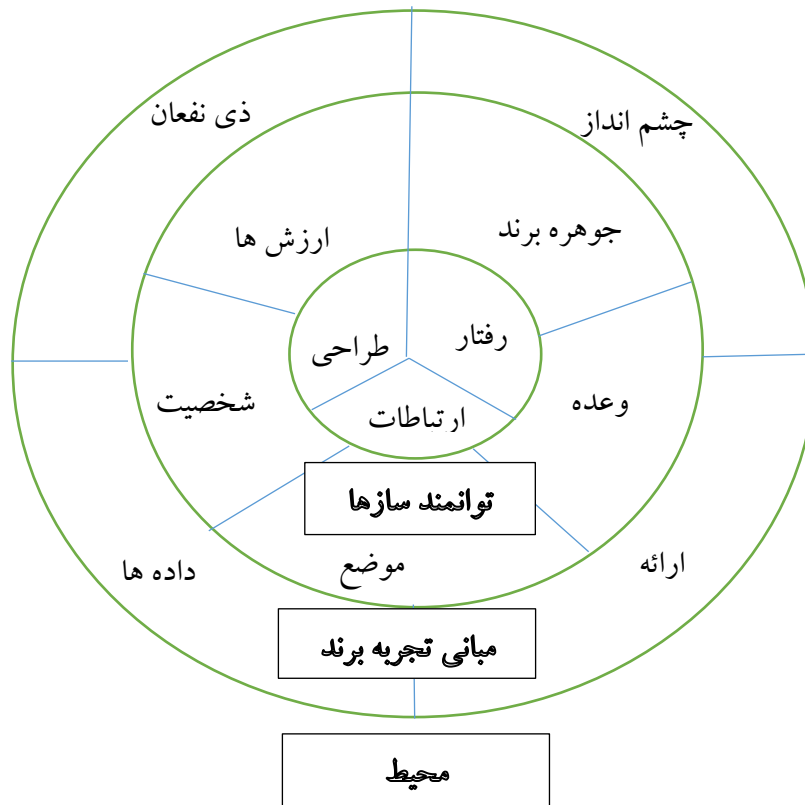 چشم انداز
ذی نفعان
جوهره برند
ارزش ها
رفتار
طراحی
وعده
شخصیت
ارتباطات
توانمند سازها
ارائه
موضع
داده ها
مبانی تجربه برند
محیط